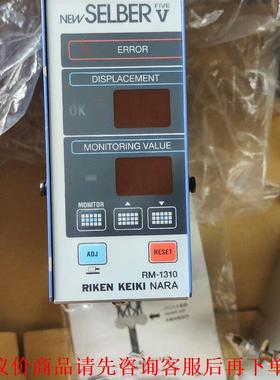 NEW SELBER FIVE V
ERROR
DISPLACEMENT
OK
MONITORING VALUE
MONITOR
ADJ
RESET
RM-1310
RIKEN KEIKI NARA
议价商品请先咨询客服后再下单